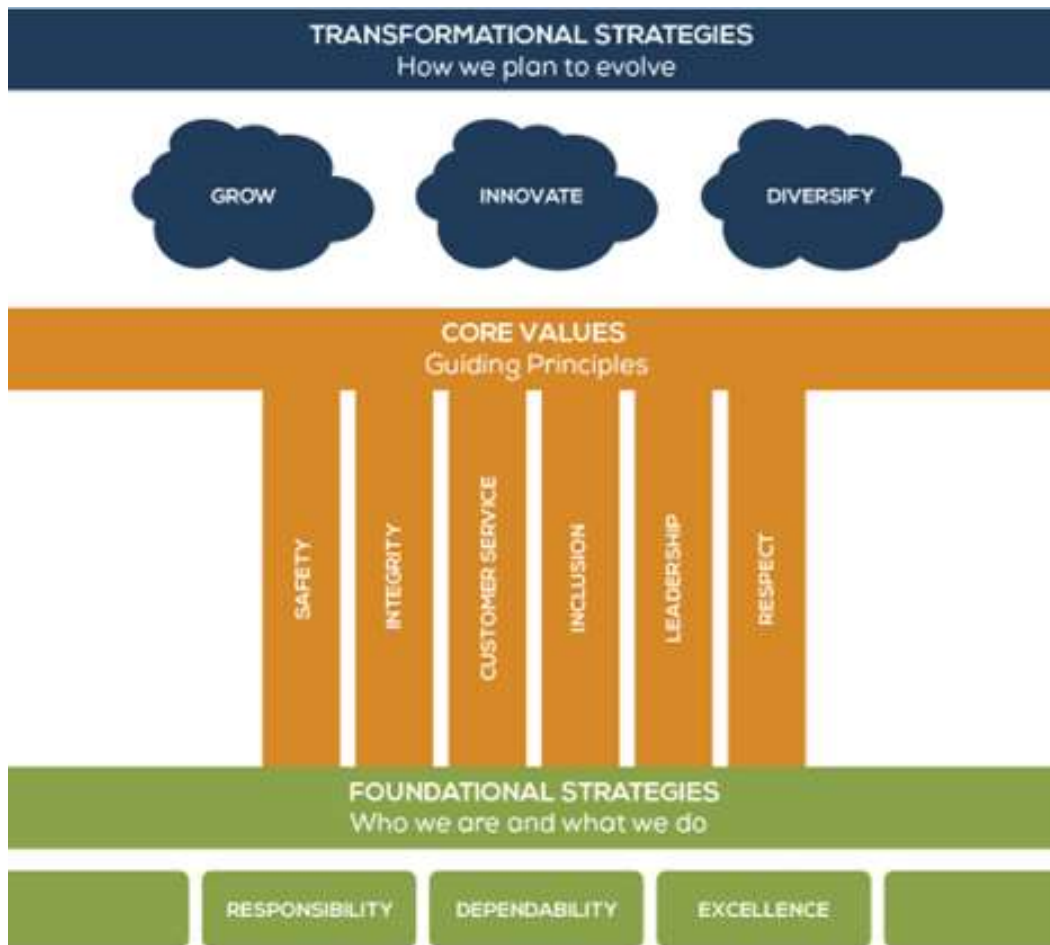 TRANSFORMATIONAL STRATEGIES
How we plan to evolve
GROW
INNOVATE
DIVERSIFY
CORE VALUES
Guiding Principles
SAFETY
INTEGRITY
CUSTOMER SERVICE
INCLUSION
LEADERSHIP
RESPECT
FOUNDATIONAL STRATEGIES
Who we are and what we do
RESPONSIBILITY
DEPENDABILITY
EXCELLENCE